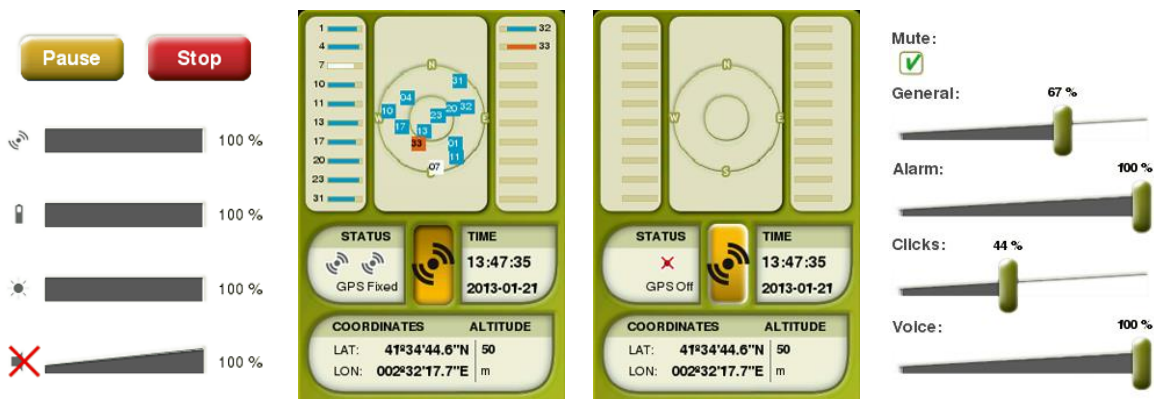 Pause Stop
100 %
100 %
100 %
100 %
1 32
4 33
7
10
11
13
17
20
23
31
N
31
04
10 20 32
W 23 E
17 13
33 01
11
07
STATUS TIME
13:47:35
GPS Fixed 2013-01-21
COORDINATES ALTITUDE
LAT: 41º34'44.6"N 50
LON: 002º32'17.7"E m
N
W E
S
STATUS TIME
13:47:35
GPS Off 2013-01-21
COORDINATES ALTITUDE
LAT: 41º34'44.6"N 50
LON: 002º32'17.7"E m
Mute:
General: 67 %
Alarm: 100 %
Clicks: 44 %
Voice: 100 %